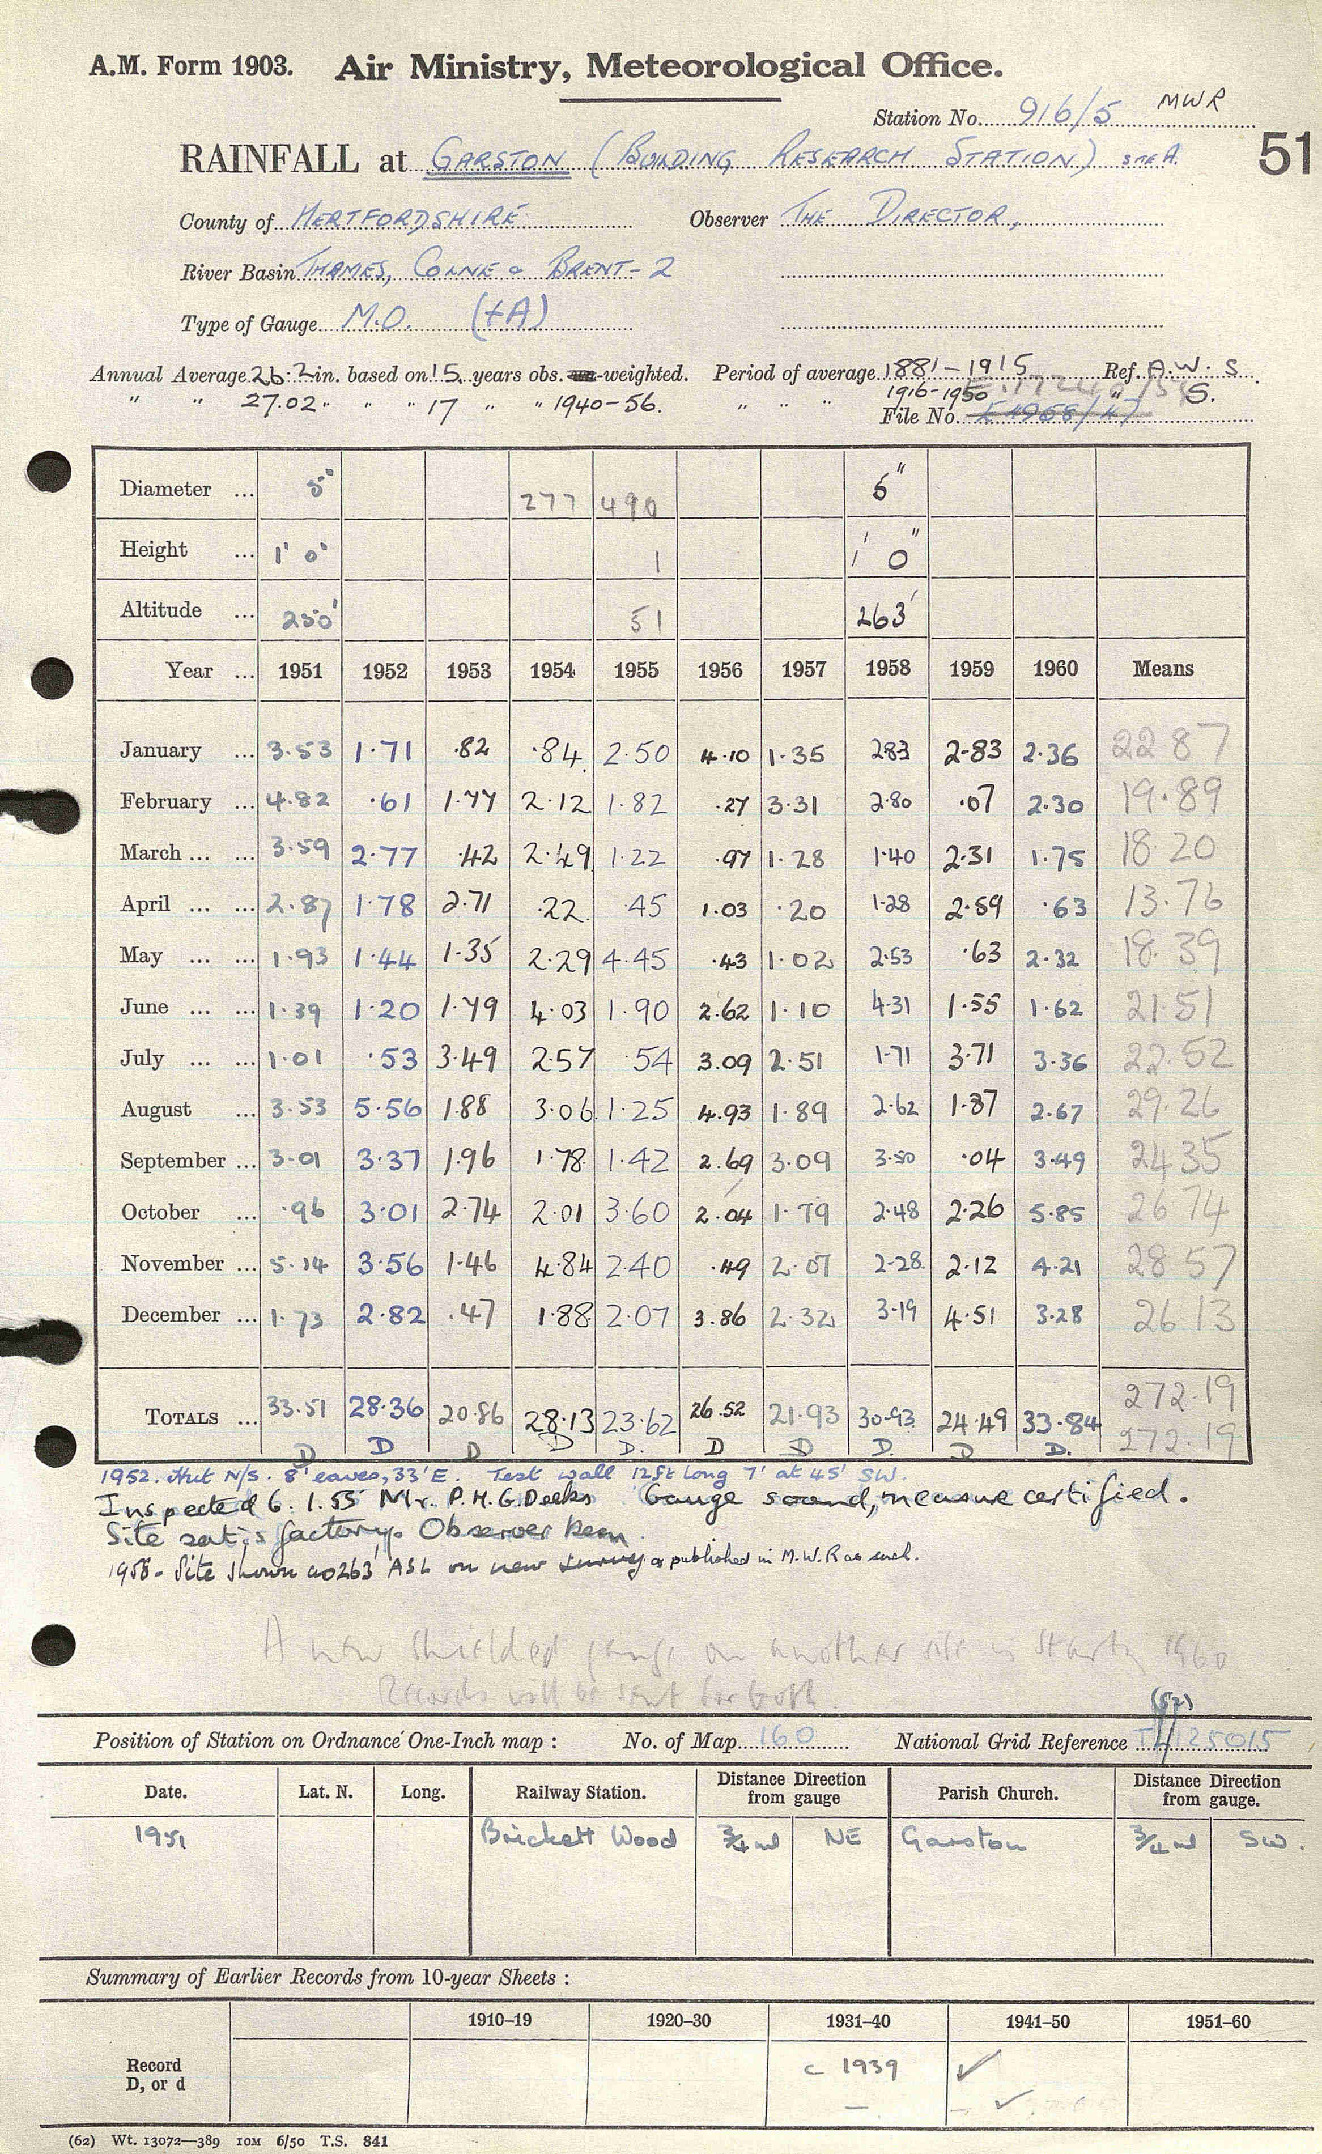 A.M. Form 1903. Air Ministry, Meteorological Office.
Station No. 916/5 MWR
RAINFALL at GARSTON (BUILDING RESEARCH STATION) SITE A. 51
County of HERTFORDSHIRE Observer THE DIRECTOR,
River Basin THAMES, COLNE & BRENT-2
Type of Gauge M.O. (+A)
Annual Average 26.2 in. based on 15 years obs. un-weighted. Period of average 1881-1915 Ref. A.W.S.
" " 27.02 " " " 17 " " 1940-56. " " " 1916-1950 " S.
File No.
Diameter ... 5" 277 490 5"
Height ... 1' 0" 1 1' 0"
Altitude ... 250' 51 263'
Year ... 1951 1952 1953 1954 1955 1956 1957 1958 1959 1960 Means
January ... 3.53 1.71 .82 .84 2.50 4.10 1.35 2.83 2.83 2.36 22 87
February ... 4.82 .61 1.77 2.12 1.82 .27 3.31 2.80 .07 2.30 19.89
March ... ... 3.59 2.77 .42 2.49 1.22 .97 1.28 1.40 2.31 1.75 18 20
April ... ... 2.87 1.78 2.71 .22 .45 1.03 .20 1.28 2.59 .63 13.76
May ... ... 1.93 1.44 1.35 2.29 4.45 .43 1.02 2.53 .63 2.32 18.39
June ... ... 1.39 1.20 1.79 4.03 1.90 2.62 1.10 4.31 1.55 1.62 21.51
July ... ... 1.01 .53 3.49 2.57 .54 3.09 2.51 1.71 3.71 3.36 22.52
August ... 3.53 5.56 1.88 3.06 1.25 4.93 1.89 2.62 1.87 2.67 29.26
September ... 3.01 3.37 1.96 1.78 1.42 2.69 3.09 3.50 .04 3.49 24 35
October ... .96 3.01 2.74 2.01 3.60 2.04 1.79 2.48 2.26 5.85 26 74
November ... 5.14 3.56 1.46 4.84 2.40 .49 2.07 2.28 2.12 4.21 28 57
December ... 1.73 2.82 .47 1.88 2.07 3.86 2.32 3.19 4.51 3.28 26 13
TOTALS ... 33.51 28.36 20.86 28.13 23.62 26.52 21.93 30.93 24.49 33.84 272.19
D D D D D. D D D. D D. 272.19
1952. Hut N/S. 8' eaves, 33' E. Test wall 12ft long 7' at 45' SW.
Inspected 6.1.55 Mr. P.H.G. Deeks Gauge sound, measure certified.
Site satisfactory. Observer keen.
1958 - Site shown as 263' ASL on new survey & published in M.W.R as such.
A new shielded gauge on another site is starting 1960
Records will be sent for both.
(52)
Position of Station on Ordnance One-Inch map : No. of Map 160 National Grid Reference TL 125015
Date. Lat. N. Long. Railway Station. Distance Direction from gauge Parish Church. Distance Direction from gauge.
1951 Brickett Wood 3/4 ml NE Garston 3/4 ml SW.
Summary of Earlier Records from 10-year Sheets :
1910-19 1920-30 1931-40 1941-50 1951-60
Record D, or d c 1939 ✓
— ✓
(62) Wt. 13072—389 10M 6/50 T.S. 841